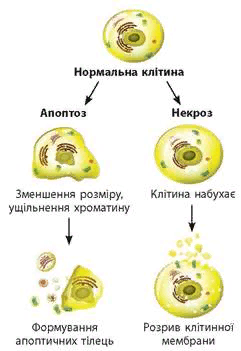 Нормальна клітина
Апоптоз
Некроз
Зменшення розміру,
ущільнення хроматину
Клітина набухає
Формування
апоптичних тілець
Розрив клітинної
мембрани